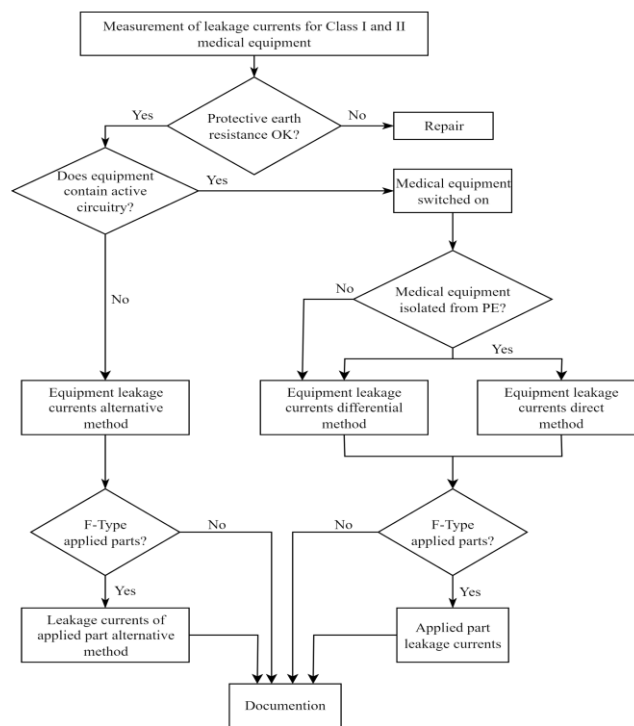 Measurement of leakage currents for Class I and II
medical equipment
Yes
Protective earth
resistance OK?
No
Repair
Does equipment
contain active
circuitry?
Yes
Medical equipment
switched on
No
No
Medical equipment
isolated from PE?
Yes
Equipment leakage
currents alternative
method
Equipment leakage
currents differential
method
Equipment leakage
currents direct
method
F-Type
applied parts?
No
No
F-Type
applied parts?
Yes
Yes
Leakage currents of
applied part alternative
method
Applied part
leakage currents
Documention